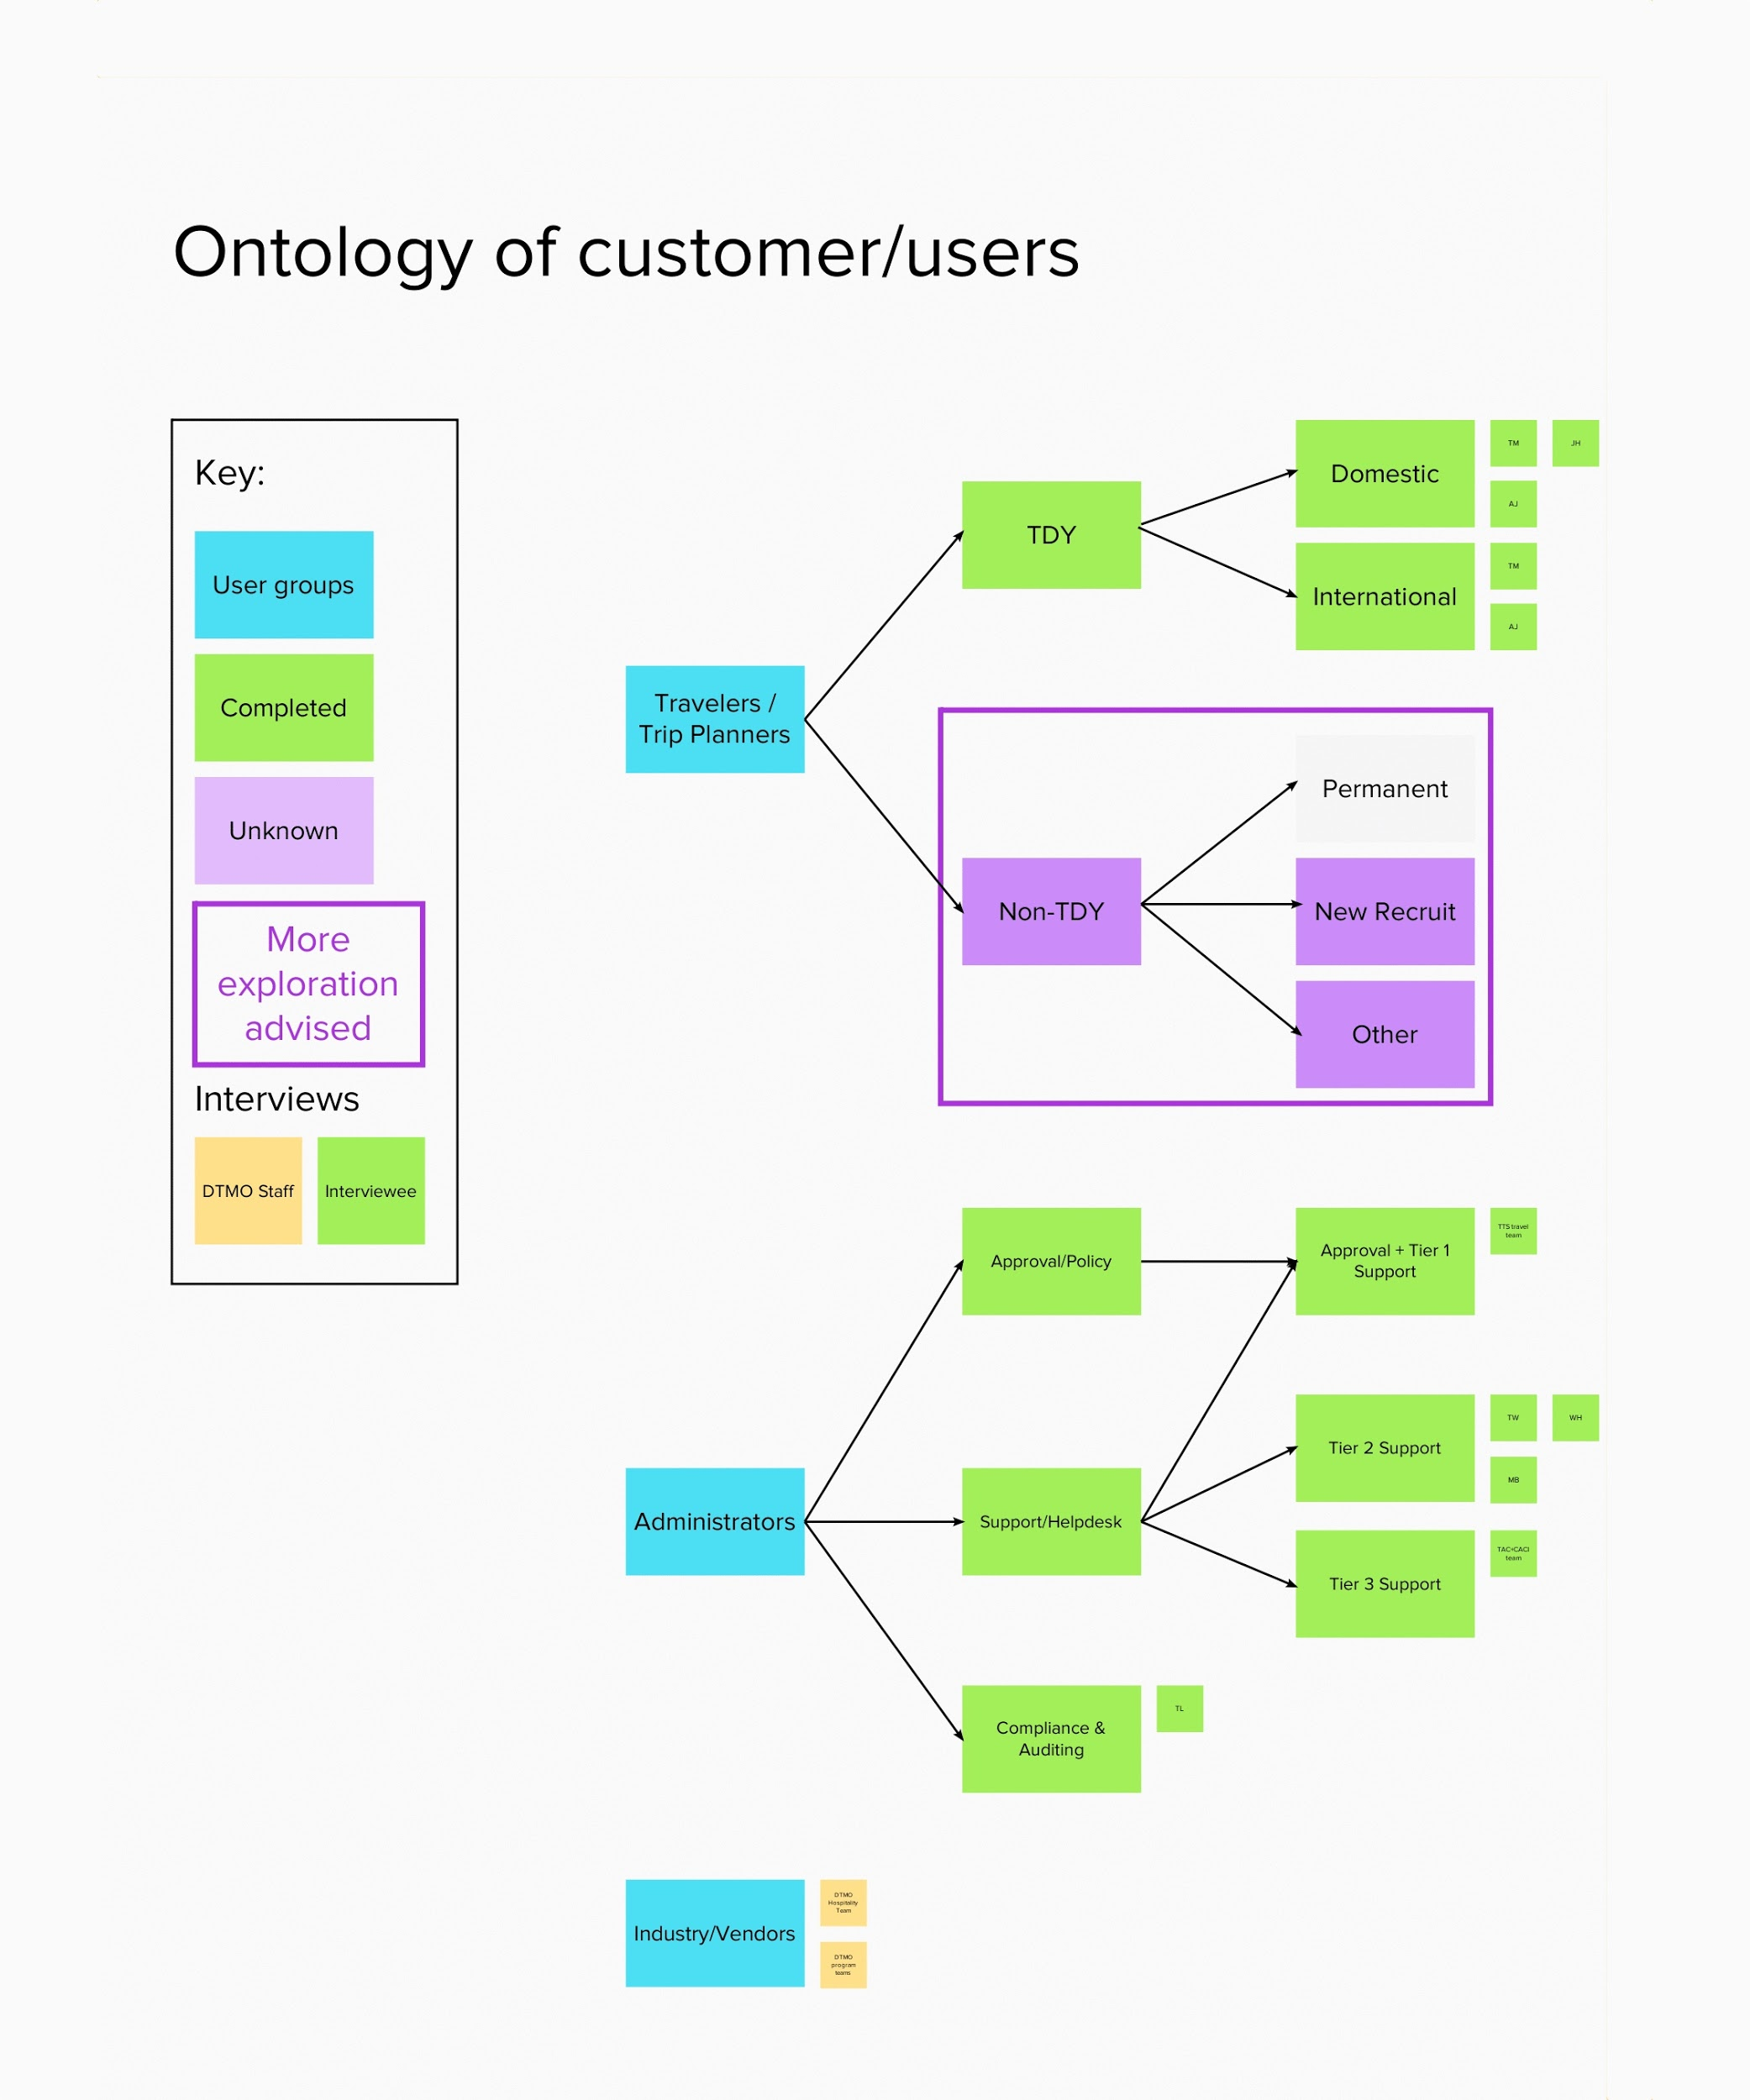 Ontology of customer/users
Key:
User groups
Completed
Unknown
More
exploration
advised
Interviews
DTMO Staff
Interviewee
Travelers /
Trip Planners
TDY
Domestic
TM
JH
AJ
International
TM
AJ
Non-TDY
Permanent
New Recruit
Other
Administrators
Approval/Policy
Approval + Tier 1
Support
TTS travel
team
Support/Helpdesk
Tier 2 Support
TW
WH
MB
Tier 3 Support
TAC+CACI
team
Compliance &
Auditing
TL
Industry/Vendors
DTMO
Hospitality
Team
DTMO
program
teams